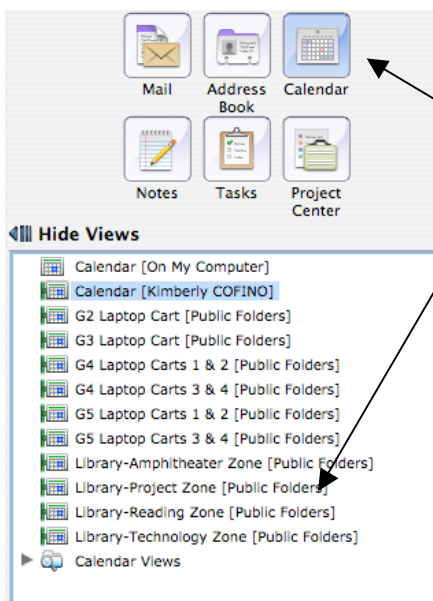 Mail Address Book Calendar
Notes Tasks Project Center
Hide Views
Calendar [On My Computer]
Calendar [Kimberly COFINO]
G2 Laptop Cart [Public Folders]
G3 Laptop Cart [Public Folders]
G4 Laptop Carts 1 & 2 [Public Folders]
G4 Laptop Carts 3 & 4 [Public Folders]
G5 Laptop Carts 1 & 2 [Public Folders]
G5 Laptop Carts 3 & 4 [Public Folders]
Library-Amphitheater Zone [Public Folders]
Library-Project Zone [Public Folders]
Library-Reading Zone [Public Folders]
Library-Technology Zone [Public Folders]
Calendar Views